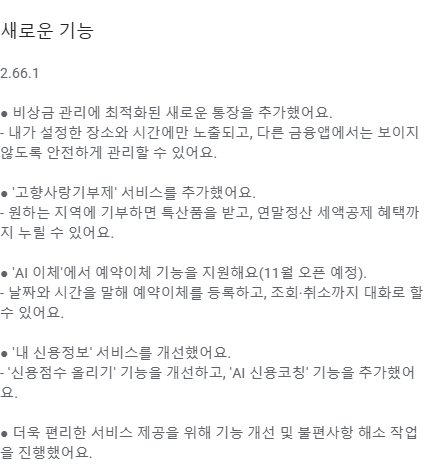 새로운 기능
2.66.1
● 비상금 관리에 최적화된 새로운 통장을 추가했어요.
- 내가 설정한 장소와 시간에만 노출되고, 다른 금융앱에서는 보이지
않도록 안전하게 관리할 수 있어요.
● '고향사랑기부제' 서비스를 추가했어요.
- 원하는 지역에 기부하면 특산품을 받고, 연말정산 세액공제 혜택까
지 누릴 수 있어요.
● 'AI 이체'에서 예약이체 기능을 지원해요(11월 오픈 예정).
- 날짜와 시간을 말해 예약이체를 등록하고, 조회·취소까지 대화로 할
수 있어요.
● '내 신용정보' 서비스를 개선했어요.
- '신용점수 올리기' 기능을 개선하고, 'AI 신용코칭' 기능을 추가했어
요.
● 더욱 편리한 서비스 제공을 위해 기능 개선 및 불편사항 해소 작업
을 진행했어요.